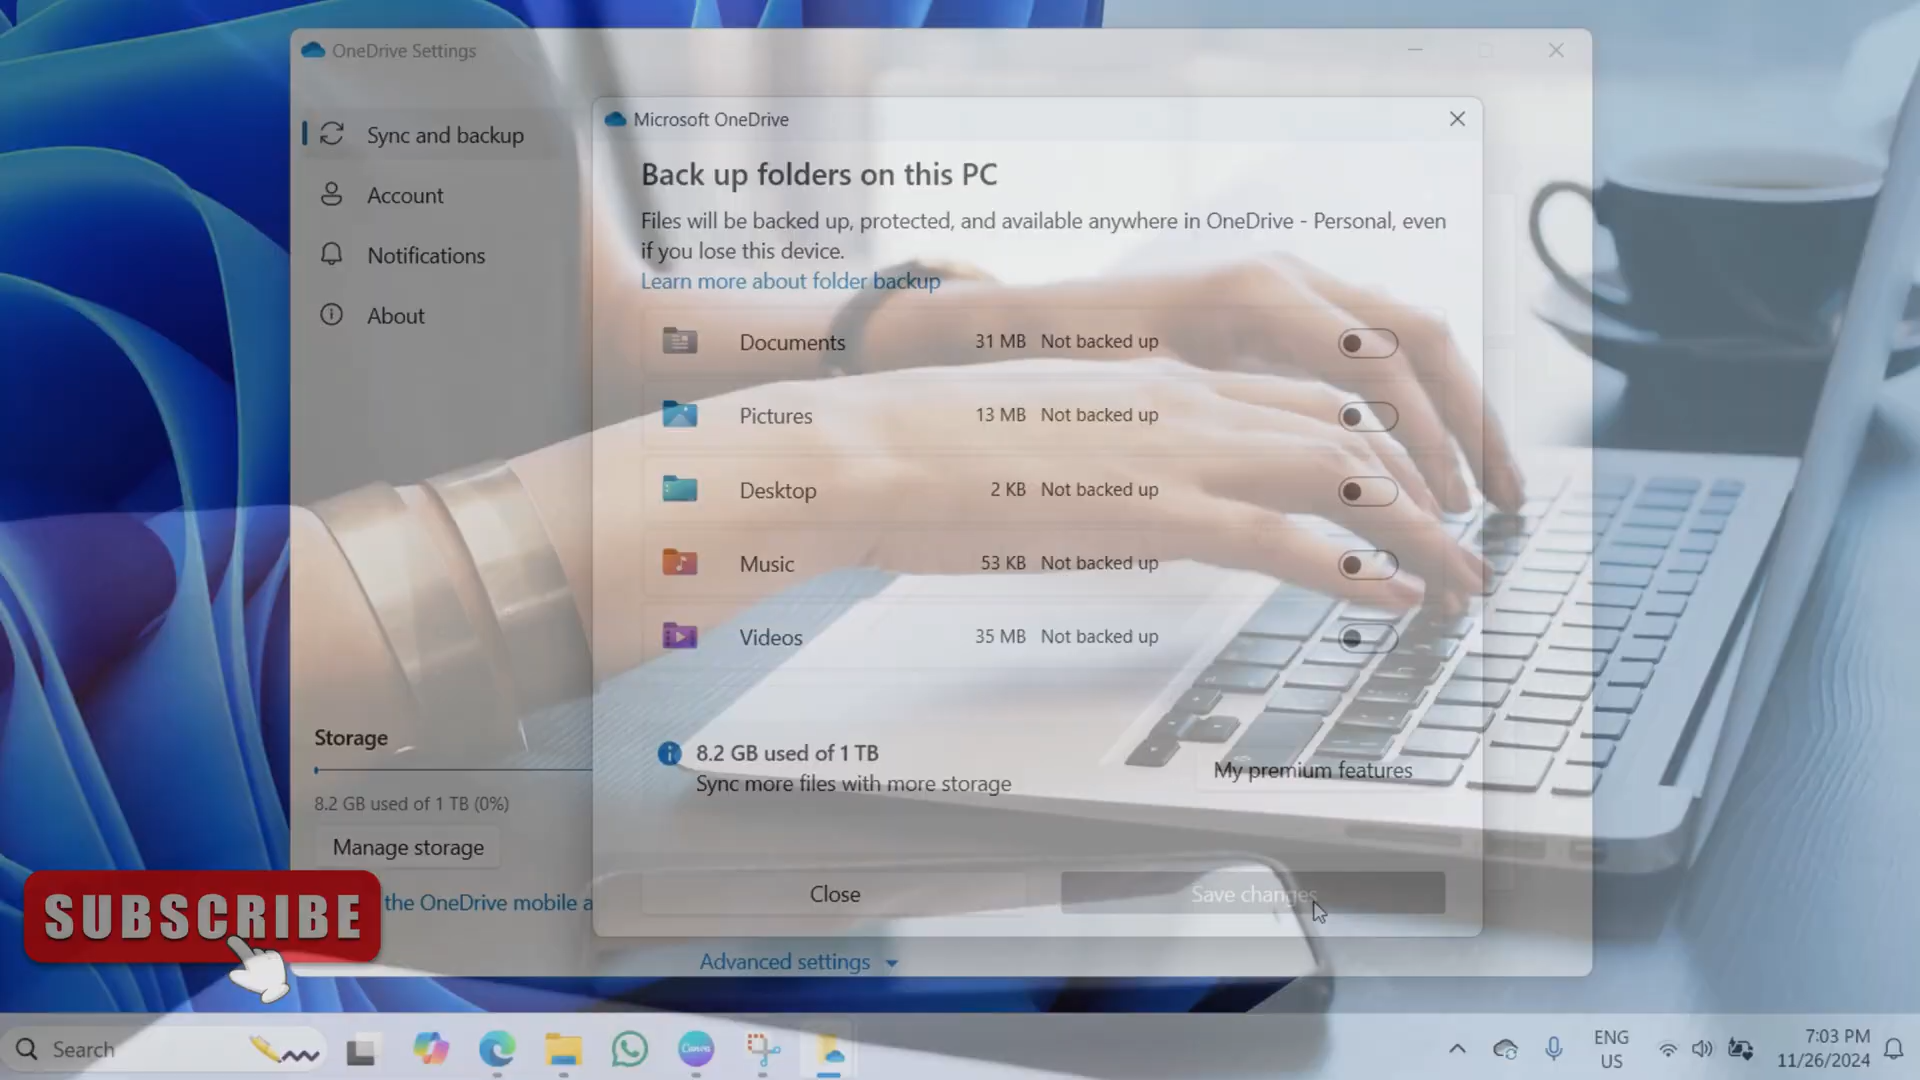 OneDrive Settings
Microsoft OneDrive
Sync and backup
Account
Notifications
About
Back up folders on this PC
Files will be backed up, protected, and available anywhere in OneDrive - Personal, even
if you lose this device.
Learn more about folder backup
Documents 31 MB Not backed up
Pictures 13 MB Not backed up
Desktop 2 KB Not backed up
Music 53 KB Not backed up
Videos 35 MB Not backed up
Storage
8.2 GB used of 1 TB (0%)
Manage storage
8.2 GB used of 1 TB
Sync more files with more storage
My premium features
Close
Save changes
SUBSCRIBE
the OneDrive mobile a
Advanced settings
Search
Canva
ENG
US
7:03 PM
11/26/2024